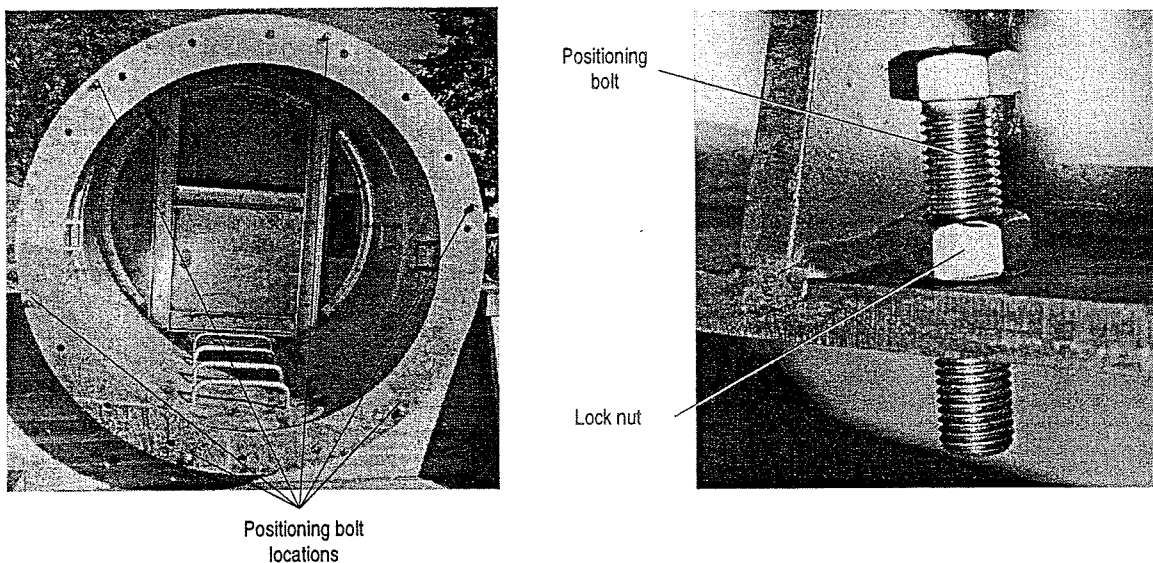 Positioning
bolt
Lock nut
Positioning bolt
locations